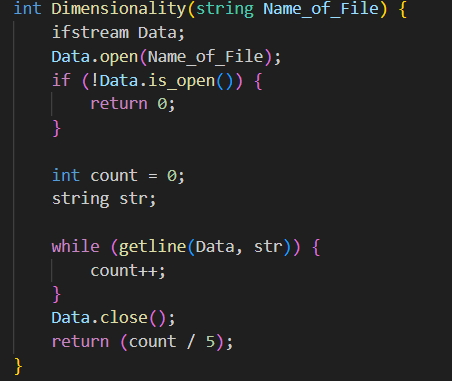 int Dimensionality(string Name_of_File) {
    ifstream Data;
    Data.open(Name_of_File);
    if (!Data.is_open()) {
        return 0;
    }

    int count = 0;
    string str;

    while (getline(Data, str)) {
        count++;
    }
    Data.close();
    return (count / 5);
}